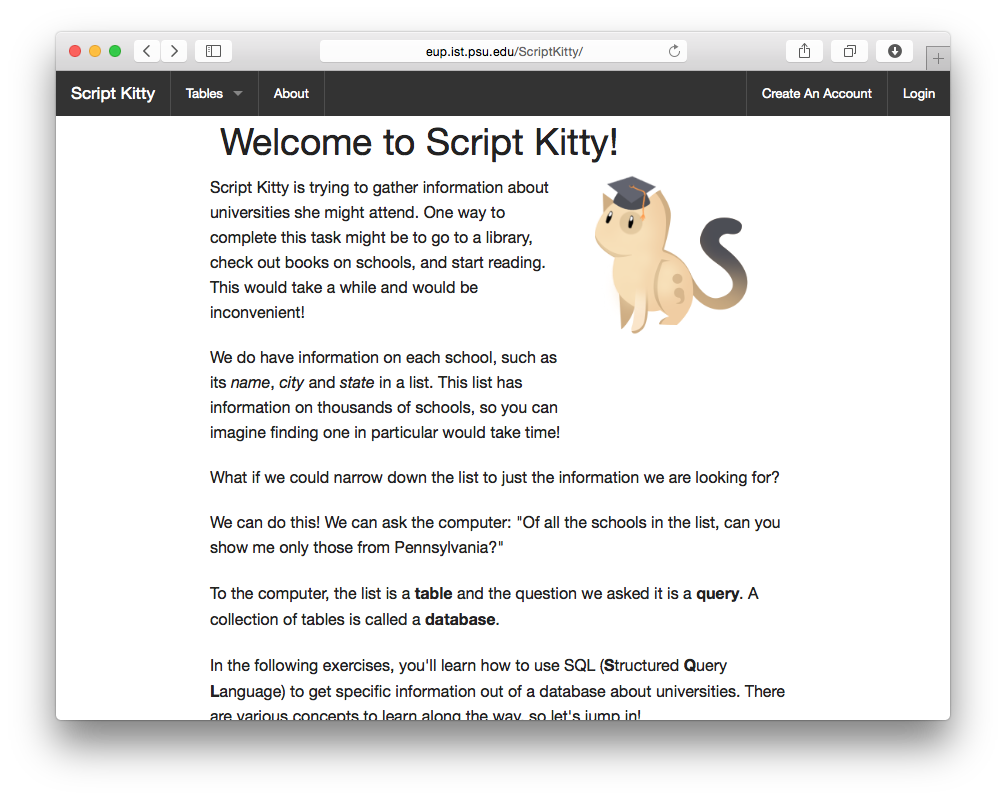 eup.ist.psu.edu/ScriptKitty/
Script Kitty Tables About Create An Account Login
Welcome to Script Kitty!
Script Kitty is trying to gather information about
universities she might attend. One way to
complete this task might be to go to a library,
check out books on schools, and start reading.
This would take a while and would be
inconvenient!
We do have information on each school, such as
its name, city and state in a list. This list has
information on thousands of schools, so you can
imagine finding one in particular would take time!
What if we could narrow down the list to just the information we are looking for?
We can do this! We can ask the computer: "Of all the schools in the list, can you
show me only those from Pennsylvania?"
To the computer, the list is a table and the question we asked it is a query. A
collection of tables is called a database.
In the following exercises, you'll learn how to use SQL (Structured Query
Language) to get specific information out of a database about universities. There
are various concepts to learn along the way, so let's jump in!